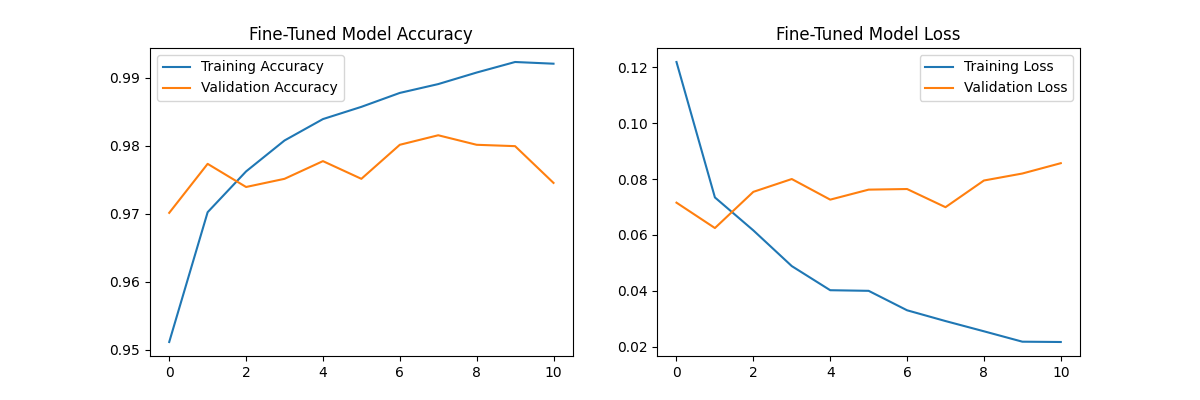 Fine-Tuned Model Accuracy
Training Accuracy
Validation Accuracy
0.99
0.98
0.97
0.96
0.95
0 2 4 6 8 10
Fine-Tuned Model Loss
Training Loss
Validation Loss
0.12
0.10
0.08
0.06
0.04
0.02
0 2 4 6 8 10